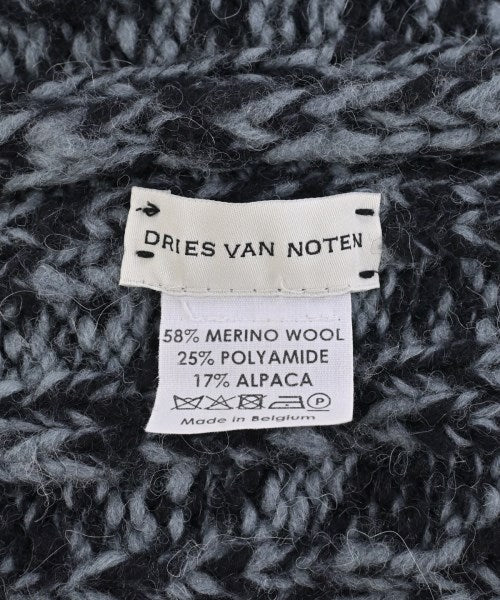 DRIES VAN NOTEN
58% MERINO WOOL
25% POLYAMIDE
17% ALPACA
P
Made in Belgium